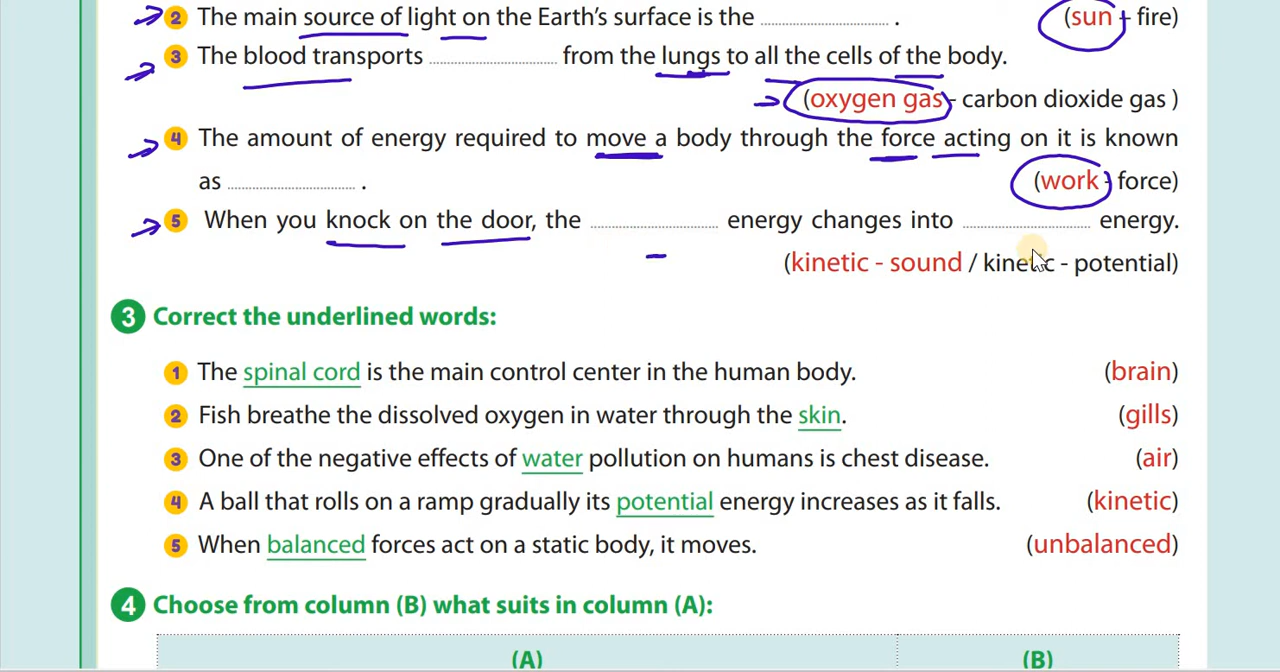 2 The main source of light on the Earth's surface is the ................................ . (sun - fire)
3 The blood transports ................................ from the lungs to all the cells of the body.
(oxygen gas - carbon dioxide gas )
4 The amount of energy required to move a body through the force acting on it is known
as ................................ . (work - force)
5 When you knock on the door, the ................................ energy changes into ................................ energy.
(kinetic - sound / kinetic - potential)
3 Correct the underlined words:
1 The spinal cord is the main control center in the human body. (brain)
2 Fish breathe the dissolved oxygen in water through the skin. (gills)
3 One of the negative effects of water pollution on humans is chest disease. (air)
4 A ball that rolls on a ramp gradually its potential energy increases as it falls. (kinetic)
5 When balanced forces act on a static body, it moves. (unbalanced)
4 Choose from column (B) what suits in column (A):
(A) (B)